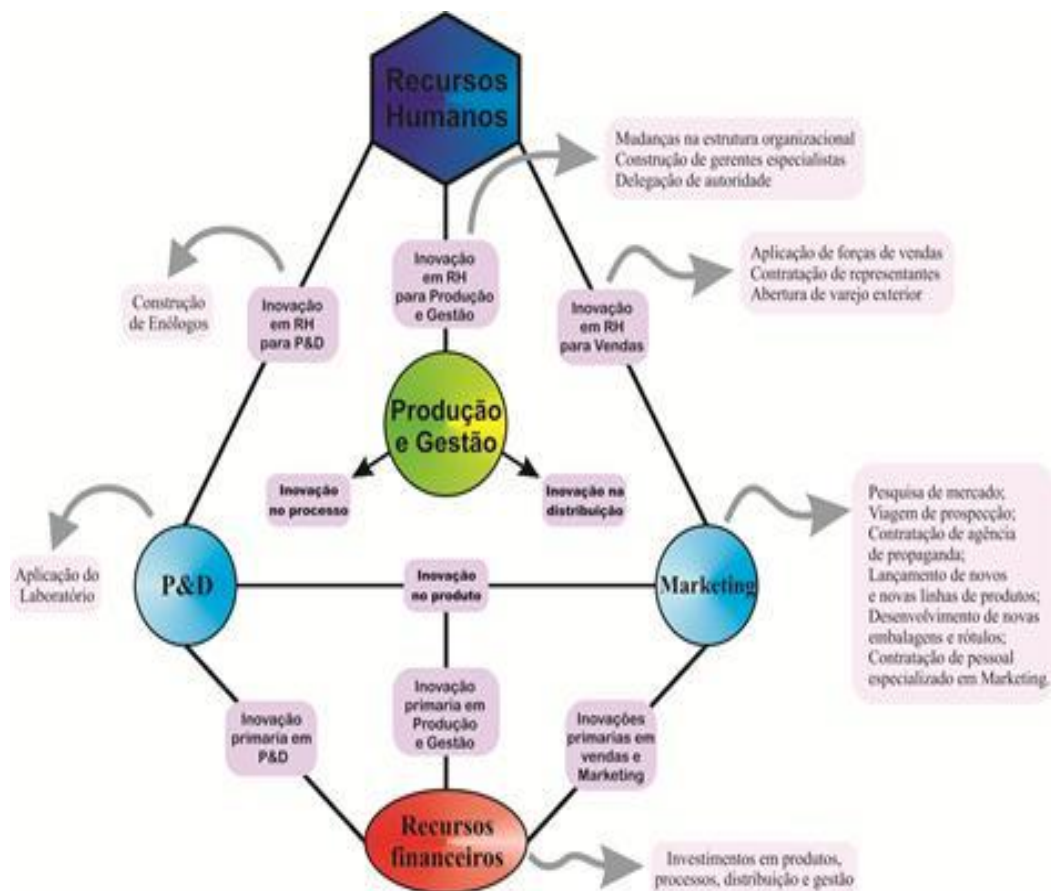 Recursos
Humanos
Mudanças na estrutura organizacional
Construção de gerentes especialistas
Delegação de autoridade
Inovação
em RH
para Produção
e Gestão
Aplicação de forças de vendas
Contratação de representantes
Abertura de varejo exterior
Construção
de Enólogos
Inovação
em RH
para P&D
Inovação
em RH
para Vendas
Produção
e Gestão
Inovação
no processo
Inovação na
distribuição
Pesquisa de mercado;
Viagem de prospecção;
Contratação de agência
de propaganda;
Lançamento de novos
e novas linhas de produtos;
Desenvolvimento de novas
embalagens e rótulos;
Contratação de pessoal
especializado em Marketing.
Aplicação do
Laboratório
P&D
Inovação
no produto
Marketing
Inovação
primaria em
P&D
Inovação
primaria em
Produção
e Gestão
Inovações
primarias em
vendas e
Marketing
Recursos
financeiros
Investimentos em produtos,
processos, distribuição e gestão